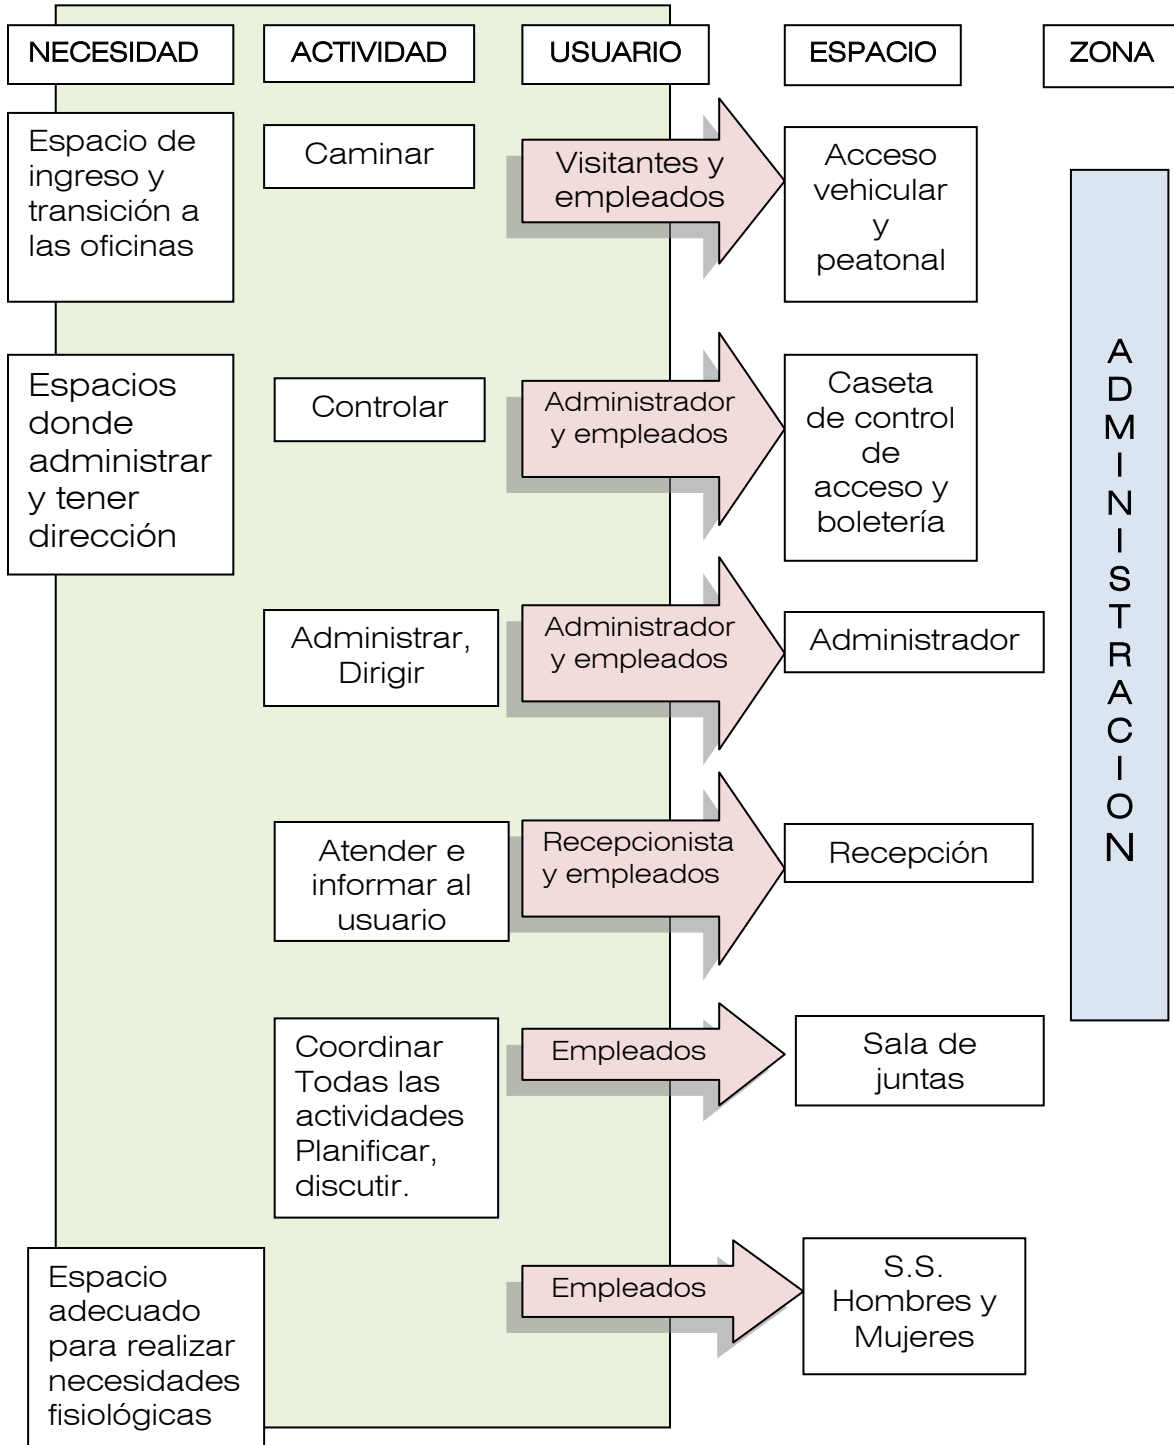 NECESIDAD
ACTIVIDAD
USUARIO
ESPACIO
ZONA
Espacio de
ingreso y
transición a
las oficinas
Caminar
Visitantes y
empleados
Acceso
vehicular
y
peatonal
Espacios
donde
administrar
y tener
dirección
Controlar
Administrador
y empleados
Caseta
de control
de
acceso y
boletería
Administrar,
Dirigir
Administrador
y empleados
Administrador
Atender e
informar al
usuario
Recepcionista
y empleados
Recepción
Coordinar
Todas las
actividades
Planificar,
discutir.
Empleados
Sala de
juntas
Espacio
adecuado
para realizar
necesidades
fisiológicas
Empleados
S.S.
Hombres y
Mujeres
A
D
M
I
N
I
S
T
R
A
C
I
O
N